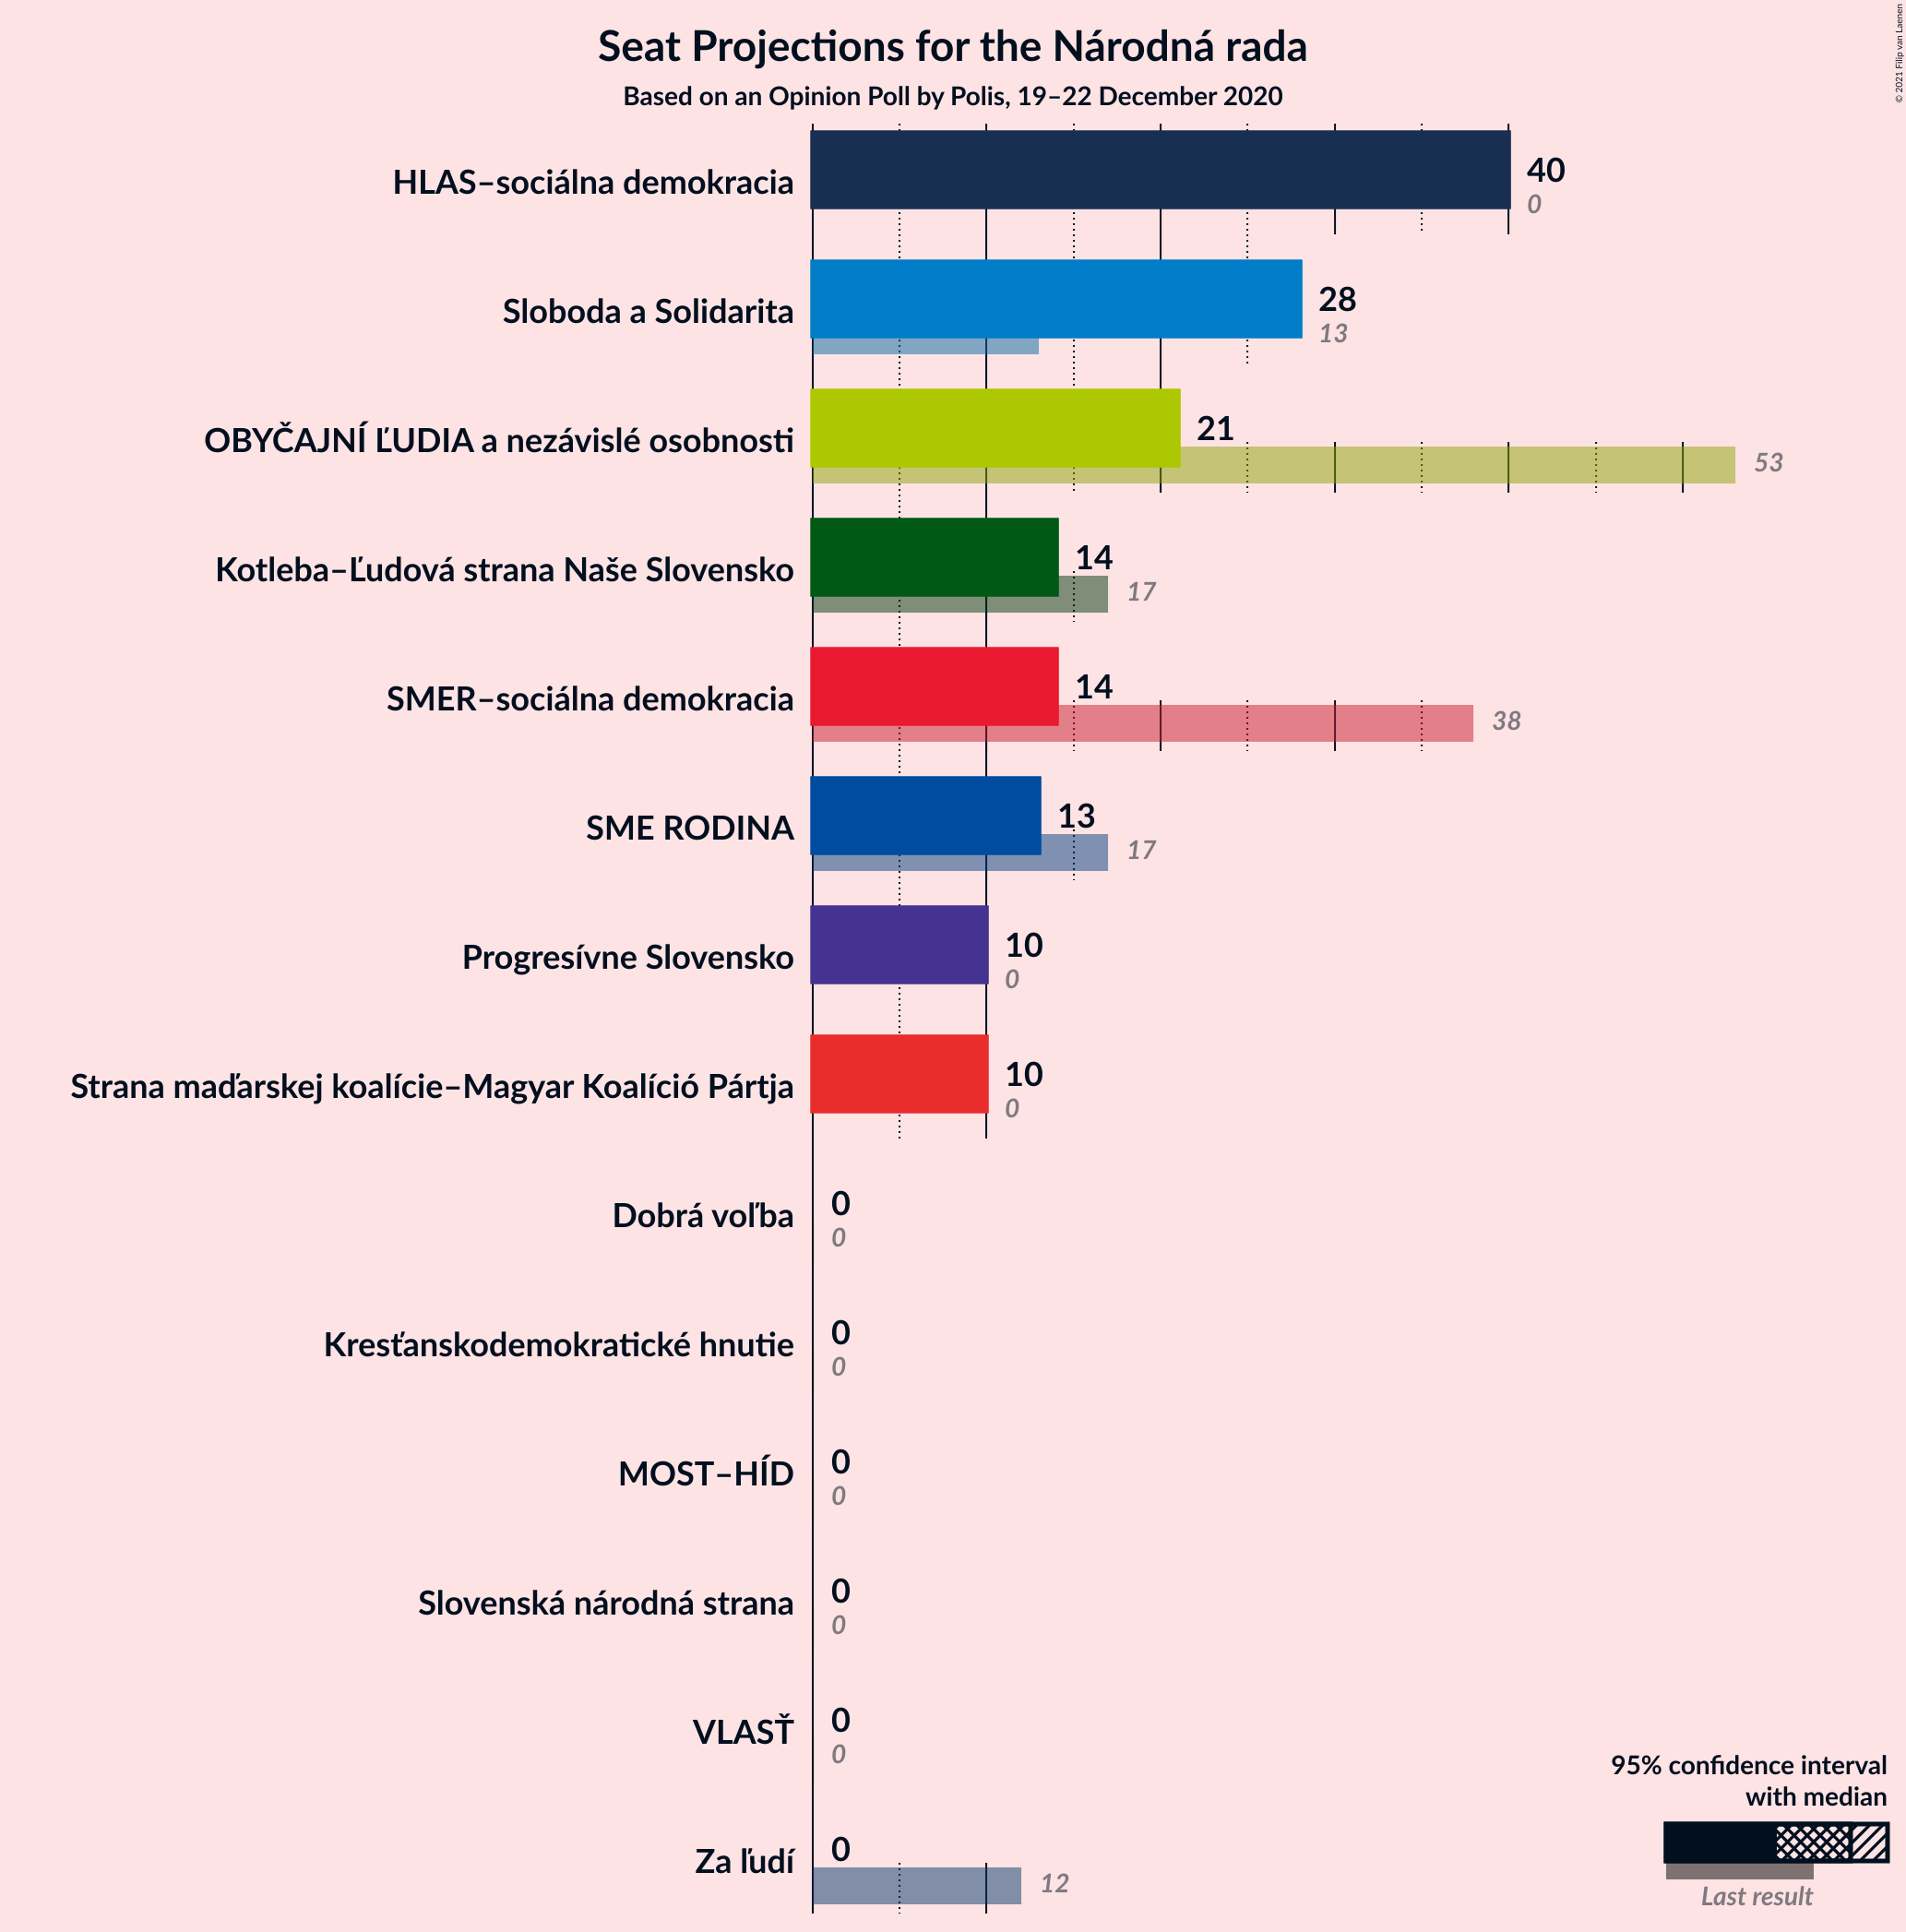 Seat Projections for the Národná rada
Based on an Opinion Poll by Polis, 19–22 December 2020
© 2021 Filip van Laenen
HLAS–sociálna demokracia
40
0
Sloboda a Solidarita
28
13
OBYČAJNÍ ĽUDIA a nezávislé osobnosti
21
53
Kotleba–Ľudová strana Naše Slovensko
14
17
SMER–sociálna demokracia
14
38
SME RODINA
13
17
Progresívne Slovensko
10
0
Strana maďarskej koalície–Magyar Koalíció Pártja
10
0
Dobrá voľba
0
0
Kresťanskodemokratické hnutie
0
0
MOST–HÍD
0
0
Slovenská národná strana
0
0
VLASŤ
0
0
Za ľudí
0
12
95% confidence interval
with median
Last result